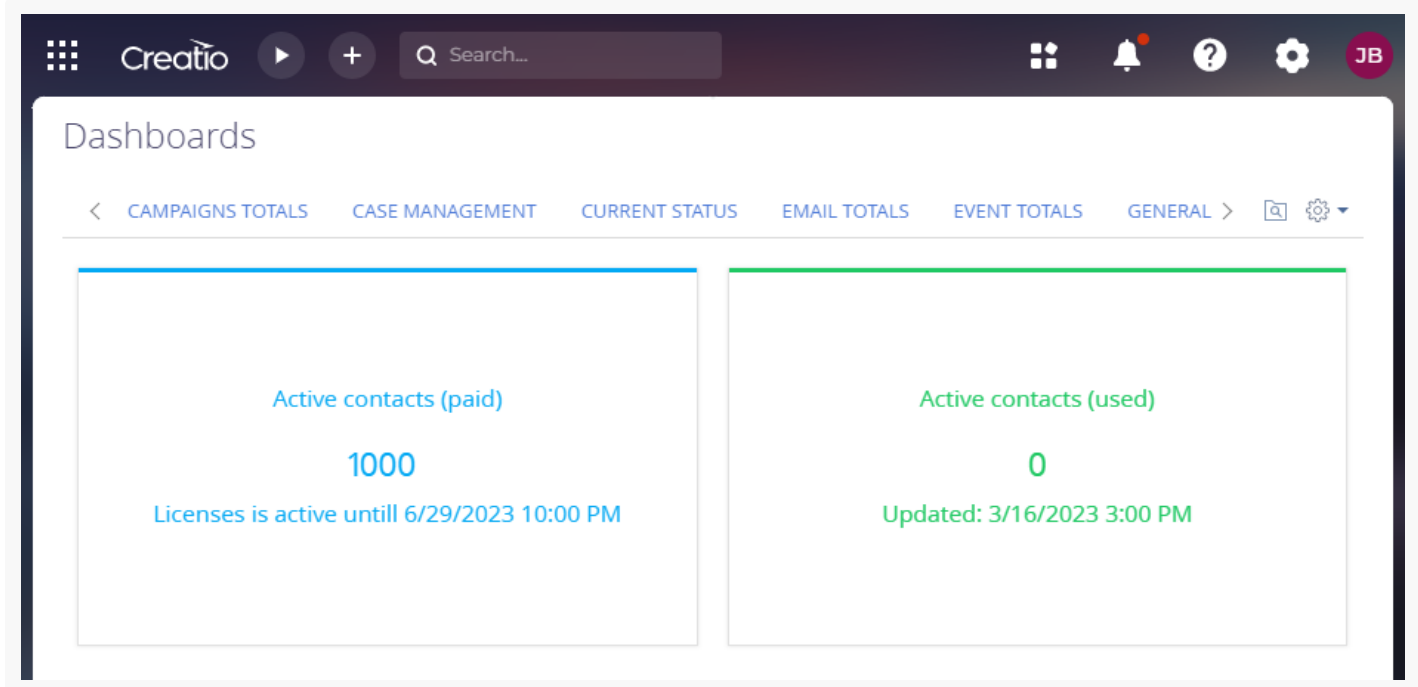 Creatio Search... JB
Dashboards
CAMPAIGNS TOTALS CASE MANAGEMENT CURRENT STATUS EMAIL TOTALS EVENT TOTALS GENERAL
Active contacts (paid)
1000
Licenses is active untill 6/29/2023 10:00 PM
Active contacts (used)
0
Updated: 3/16/2023 3:00 PM